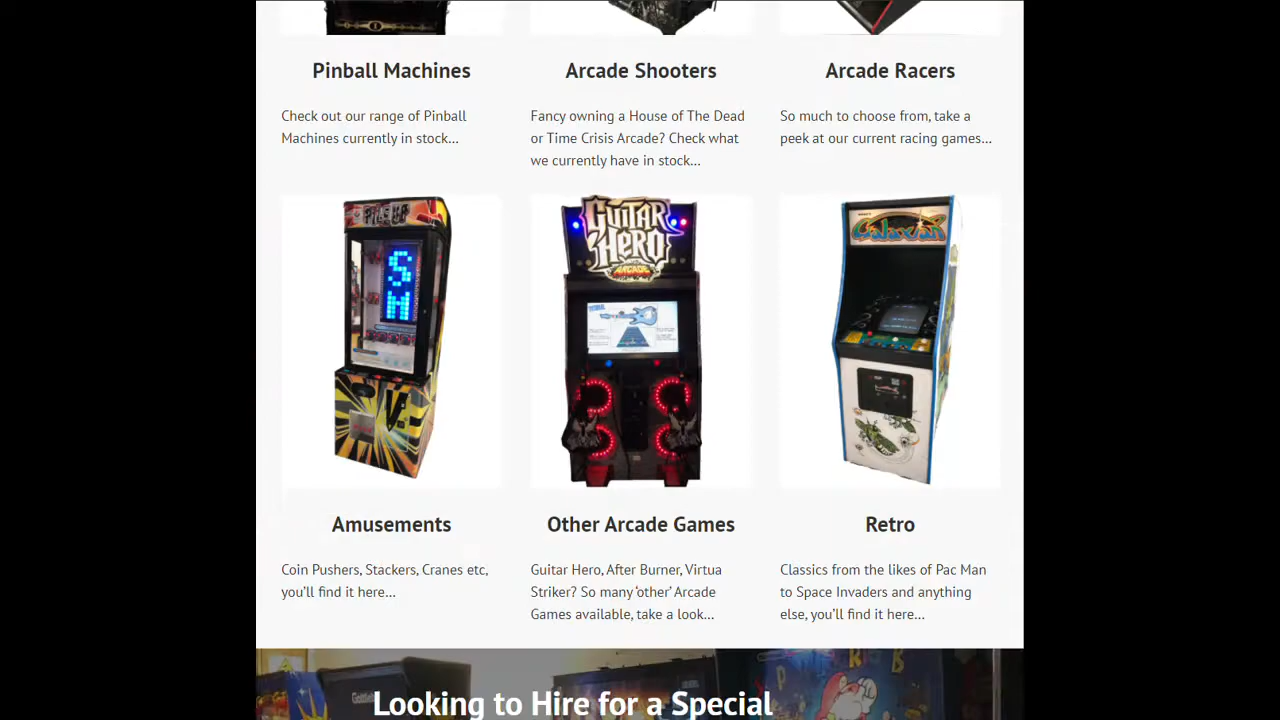 Pinball Machines
Arcade Shooters
Arcade Racers
Check out our range of Pinball
Machines currently in stock...
Fancy owning a House of The Dead
or Time Crisis Arcade? Check what
we currently have in stock...
So much to choose from, take a
peek at our current racing games...
PILE UP
GUITAR
HERO
ARCADE
Galaxian
Amusements
Other Arcade Games
Retro
Coin Pushers, Stackers, Cranes etc,
you'll find it here...
Guitar Hero, After Burner, Virtua
Striker? So many ‘other’ Arcade
Games available, take a look...
Classics from the likes of Pac Man
to Space Invaders and anything
else, you'll find it here...
Gottlieb
Looking to Hire for a Special